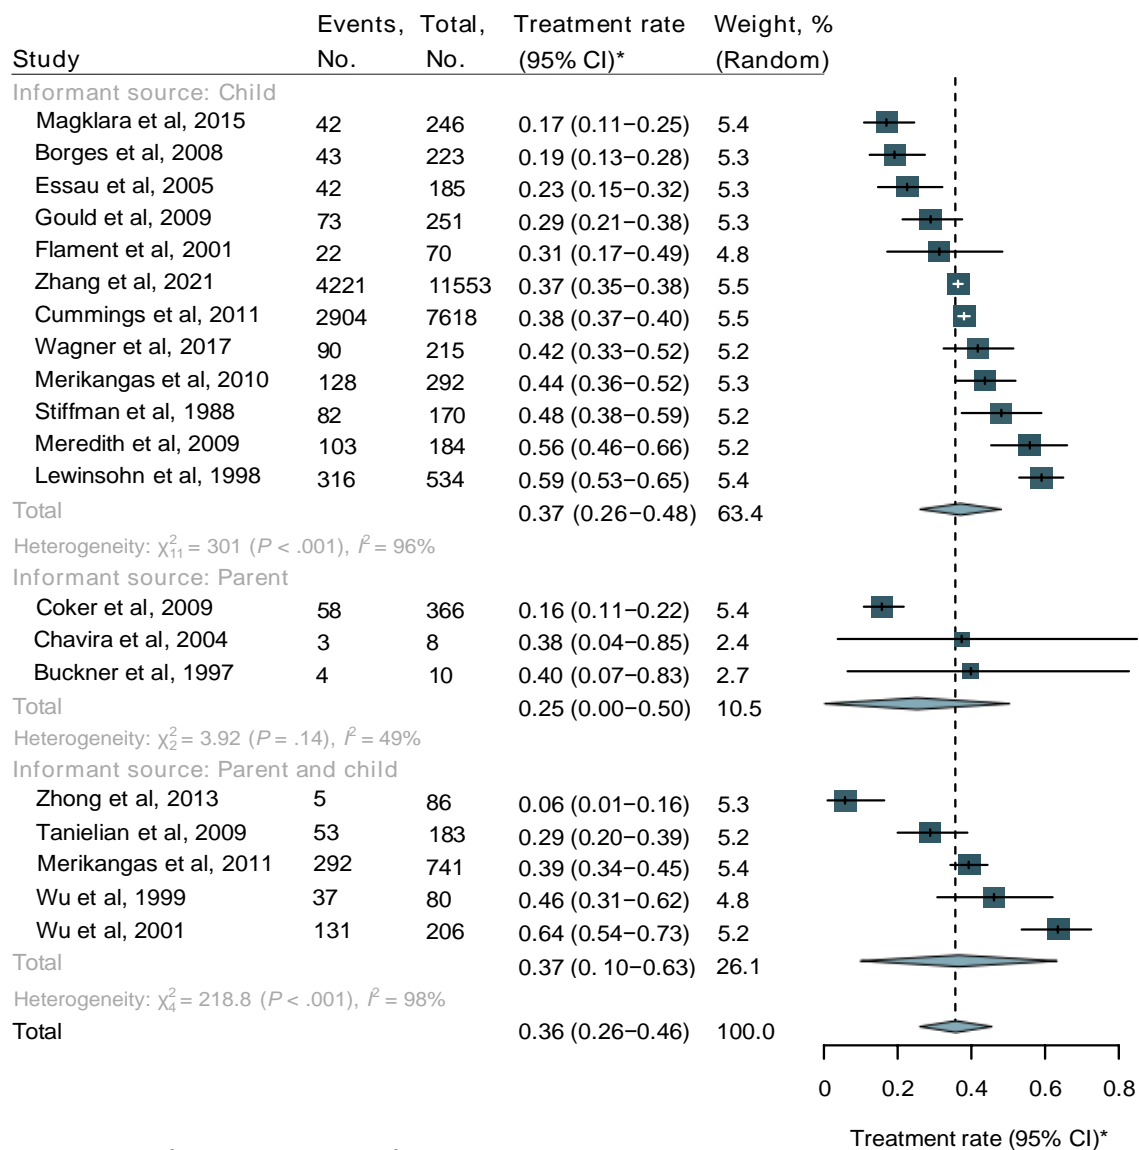 Events, Total, Treatment rate Weight, %
Study No. No. (95% CI)* (Random)
Informant source: Child
Magklara et al, 2015 42 246 0.17 (0.11−0.25) 5.4
Borges et al, 2008 43 223 0.19 (0.13−0.28) 5.3
Essau et al, 2005 42 185 0.23 (0.15−0.32) 5.3
Gould et al, 2009 73 251 0.29 (0.21−0.38) 5.3
Flament et al, 2001 22 70 0.31 (0.17−0.49) 4.8
Zhang et al, 2021 4221 11553 0.37 (0.35−0.38) 5.5
Cummings et al, 2011 2904 7618 0.38 (0.37−0.40) 5.5
Wagner et al, 2017 90 215 0.42 (0.33−0.52) 5.2
Merikangas et al, 2010 128 292 0.44 (0.36−0.52) 5.3
Stiffman et al, 1988 82 170 0.48 (0.38−0.59) 5.2
Meredith et al, 2009 103 184 0.56 (0.46−0.66) 5.2
Lewinsohn et al, 1998 316 534 0.59 (0.53−0.65) 5.4
Total 0.37 (0.26−0.48) 63.4
Heterogeneity: χ²₁₁ = 301 (P < .001), I² = 96%
Informant source: Parent
Coker et al, 2009 58 366 0.16 (0.11−0.22) 5.4
Chavira et al, 2004 3 8 0.38 (0.04−0.85) 2.4
Buckner et al, 1997 4 10 0.40 (0.07−0.83) 2.7
Total 0.25 (0.00−0.50) 10.5
Heterogeneity: χ²₂ = 3.92 (P = .14), I² = 49%
Informant source: Parent and child
Zhong et al, 2013 5 86 0.06 (0.01−0.16) 5.3
Tanielian et al, 2009 53 183 0.29 (0.20−0.39) 5.2
Merikangas et al, 2011 292 741 0.39 (0.34−0.45) 5.4
Wu et al, 1999 37 80 0.46 (0.31−0.62) 4.8
Wu et al, 2001 131 206 0.64 (0.54−0.73) 5.2
Total 0.37 (0. 10−0.63) 26.1
Heterogeneity: χ²₄ = 218.8 (P < .001), I² = 98%
Total 0.36 (0.26−0.46) 100.0
0 0.2 0.4 0.6 0.8
Treatment rate (95% CI)*